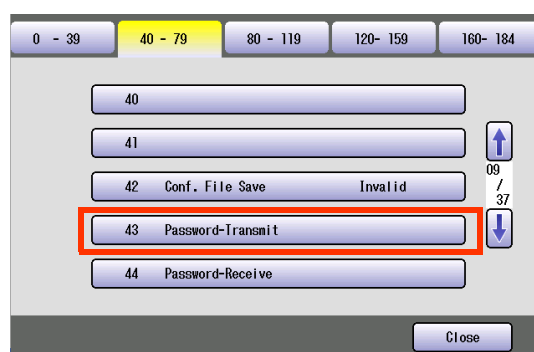 0 - 39 40 - 79 80 - 119 120- 159 160- 184
40
41
42 Conf. File Save Invalid
09
/
37
43 Password-Transmit
44 Password-Receive
Close